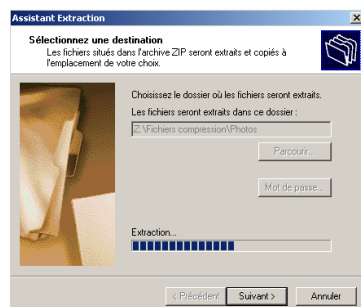 Assistant Extraction
Sélectionnez une destination
Les fichiers situés dans l'archive ZIP seront extraits et copiés à
l'emplacement de votre choix.
Choisissez le dossier où les fichiers seront extraits.
Les fichiers seront extraits dans ce dossier :
Z:\Fichiers compression\Photos
Parcourir...
Mot de passe...
Extraction...
< Précédent
Suivant >
Annuler